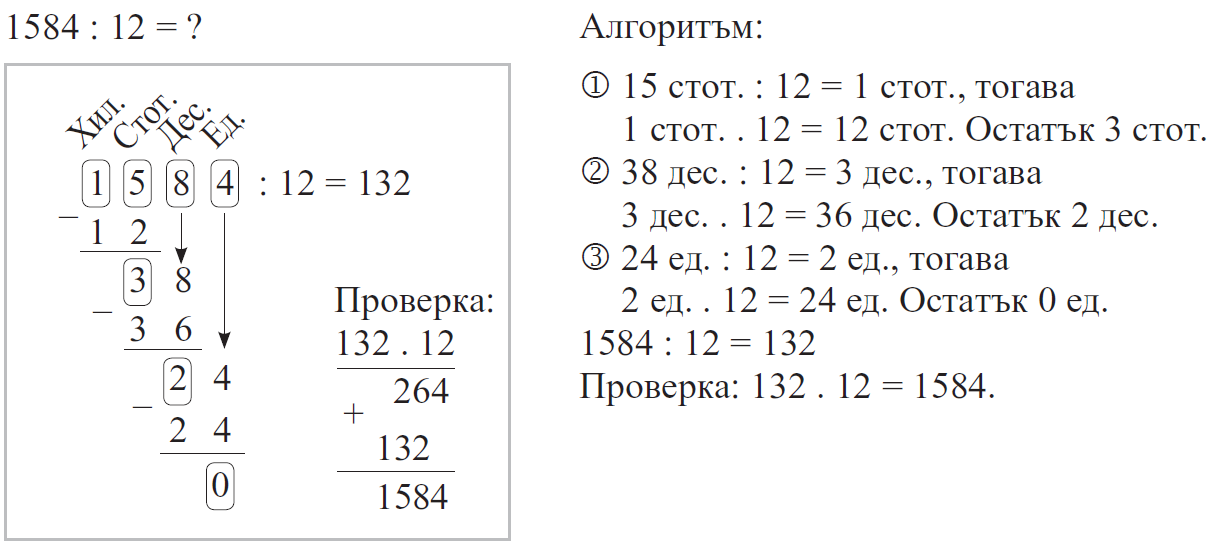 1584 : 12 = ?
Хил. Стот. Дес. Ед.
1 5 8 4 : 12 = 132
− 1 2
3 8
− 3 6
2 4
− 2 4
0
Проверка:
132 . 12
264
+
132
1584
Алгоритъм:
① 15 стот. : 12 = 1 стот., тогава
1 стот. . 12 = 12 стот. Остатък 3 стот.
② 38 дес. : 12 = 3 дес., тогава
3 дес. . 12 = 36 дес. Остатък 2 дес.
③ 24 ед. : 12 = 2 ед., тогава
2 ед. . 12 = 24 ед. Остатък 0 ед.
1584 : 12 = 132
Проверка: 132 . 12 = 1584.